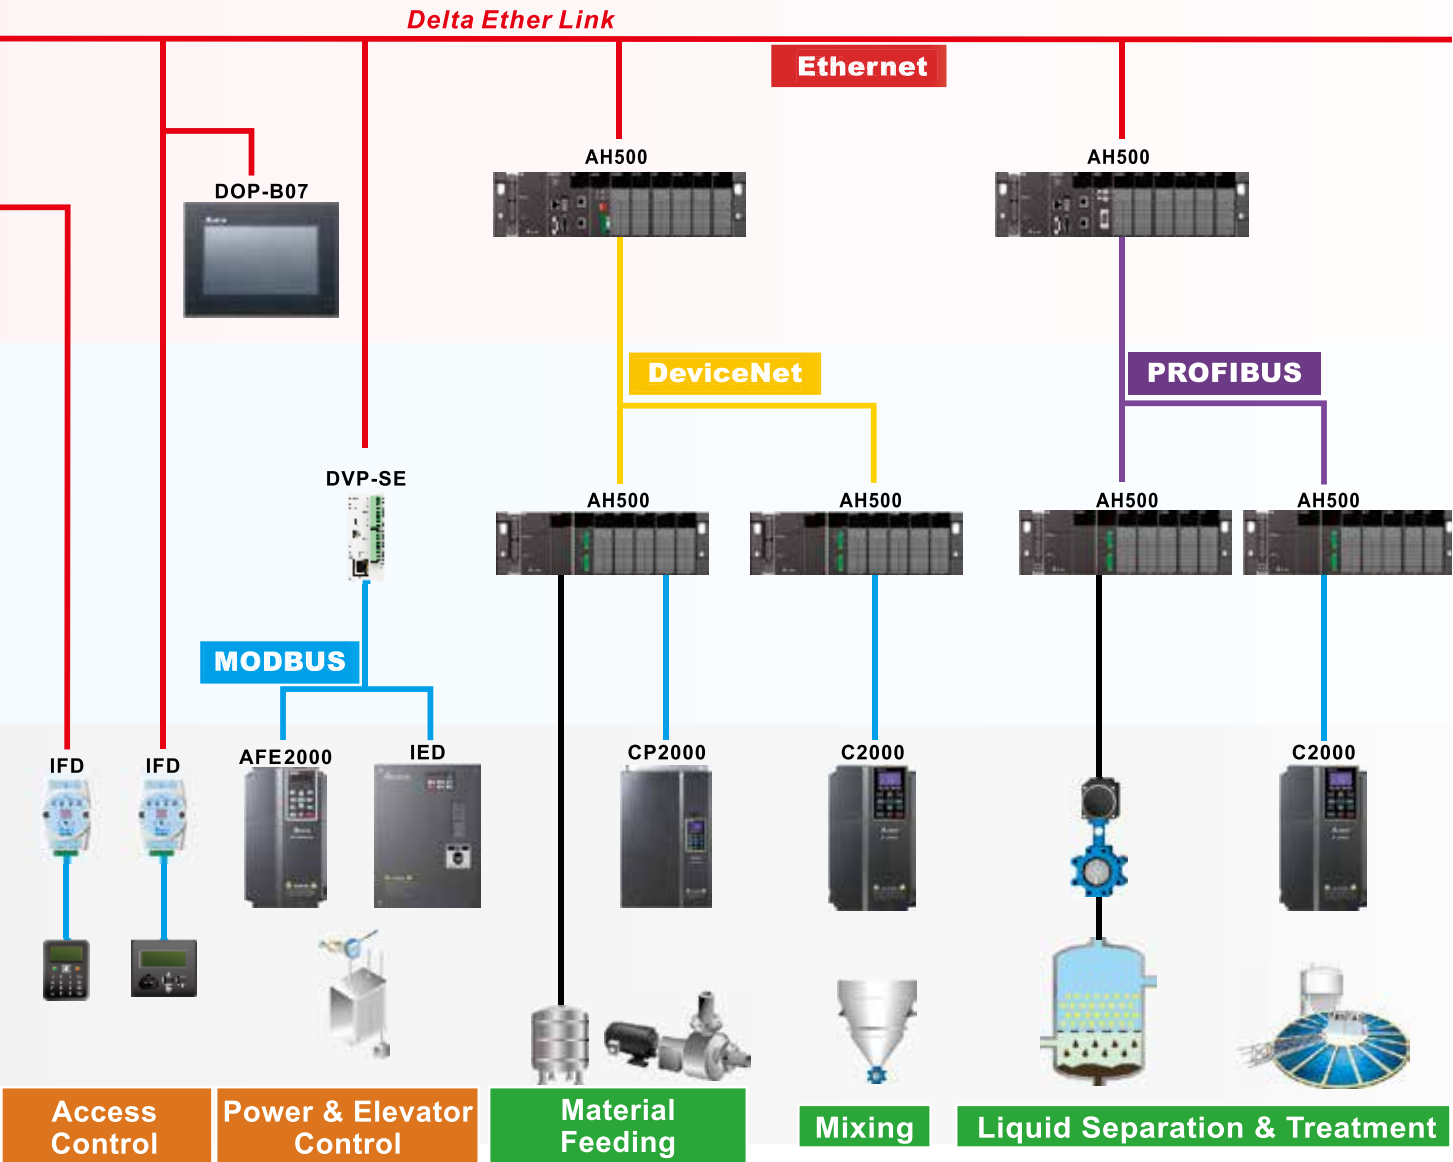 Delta Ether Link
Ethernet
AH500
AH500
DOP-B07
DeviceNet
PROFIBUS
DVP-SE
AH500
AH500
AH500
AH500
MODBUS
IFD
IFD
AFE2000
IED
CP2000
C2000
C2000
Access
Control
Power & Elevator
Control
Material
Feeding
Mixing
Liquid Separation & Treatment